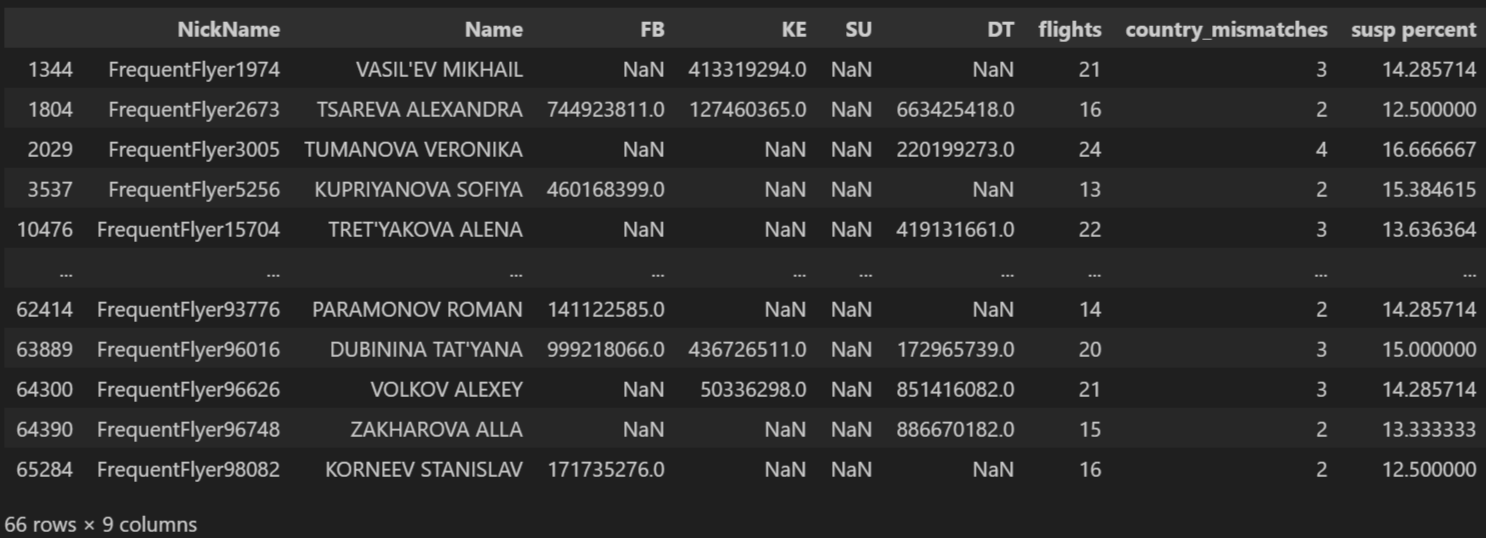 NickName Name FB KE SU DT flights country_mismatches susp percent
1344 FrequentFlyer1974 VASIL'EV MIKHAIL NaN 413319294.0 NaN NaN 21 3 14.285714
1804 FrequentFlyer2673 TSAREVA ALEXANDRA 744923811.0 127460365.0 NaN 663425418.0 16 2 12.500000
2029 FrequentFlyer3005 TUMANOVA VERONIKA NaN NaN NaN 220199273.0 24 4 16.666667
3537 FrequentFlyer5256 KUPRIYANOVA SOFIYA 460168399.0 NaN NaN NaN 13 2 15.384615
10476 FrequentFlyer15704 TRET'YAKOVA ALENA NaN NaN NaN 419131661.0 22 3 13.636364
... ... ... ... ... ... ... ... ... ...
62414 FrequentFlyer93776 PARAMONOV ROMAN 141122585.0 NaN NaN NaN 14 2 14.285714
63889 FrequentFlyer96016 DUBININA TAT'YANA 999218066.0 436726511.0 NaN 172965739.0 20 3 15.000000
64300 FrequentFlyer96626 VOLKOV ALEXEY NaN 50336298.0 NaN 851416082.0 21 3 14.285714
64390 FrequentFlyer96748 ZAKHAROVA ALLA NaN NaN NaN 886670182.0 15 2 13.333333
65284 FrequentFlyer98082 KORNEEV STANISLAV 171735276.0 NaN NaN NaN 16 2 12.500000
66 rows × 9 columns